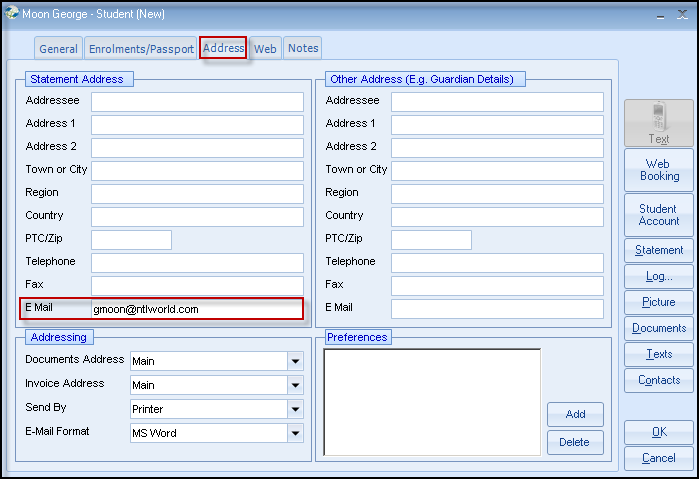 Moon George - Student (New)
General Enrolments/Passport Address Web Notes
Statement Address
Addressee
Address 1
Address 2
Town or City
Region
Country
PTC/Zip
Telephone
Fax
E Mail gmoon@ntlworld.com
Other Address (E.g. Guardian Details)
Addressee
Address 1
Address 2
Town or City
Region
Country
PTC/Zip
Telephone
Fax
E Mail
Addressing
Documents Address Main
Invoice Address Main
Send By Printer
E-Mail Format MS Word
Preferences
Add
Delete
Text
Web
Booking
Student
Account
Statement
Log...
Picture
Documents
Texts
Contacts
OK
Cancel